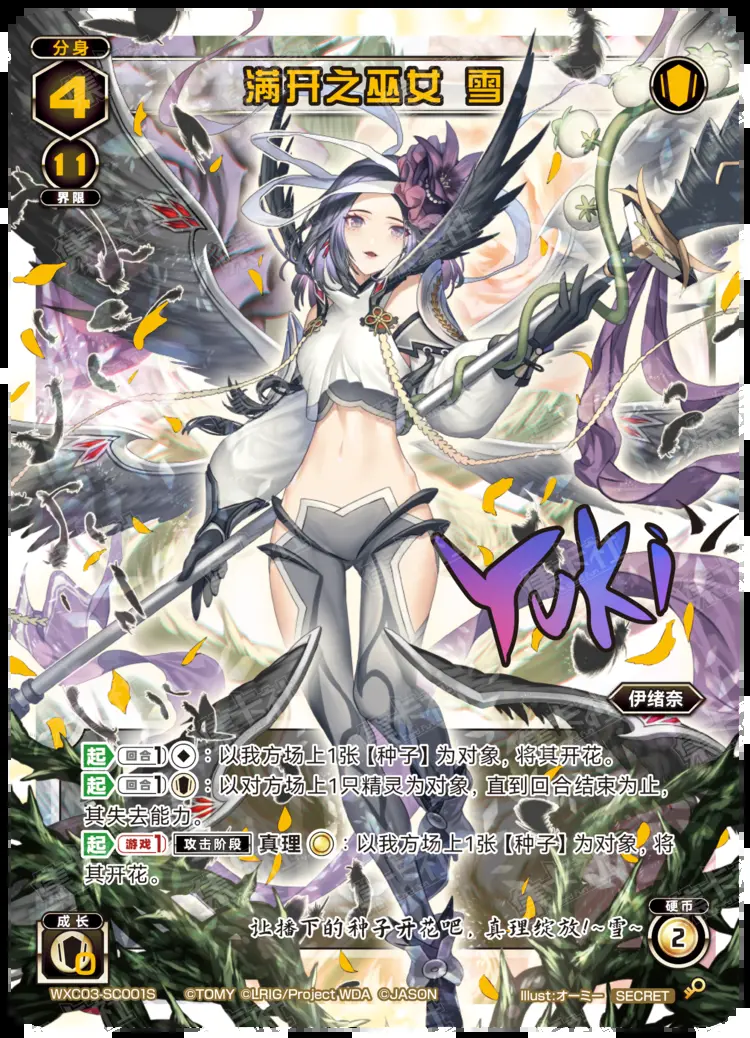 分身
4
满开之巫女 雪
11
界限
Yuki
伊绪奈
起 回合1 ：以我方场上1张【种子】为对象，将其开花。
起 回合1 ：以对方场上1只精灵为对象，直到回合结束为止，
其失去能力。
起 游戏1 攻击阶段 真理 ：以我方场上1张【种子】为对象，将
其开花。
成长
0
让播下的种子开花吧，真理绽放!~雪~
硬币
2
WXC03-SC001S ©TOMY ©LRIG/Project WDA ©JASON Illust:オーミー SECRET